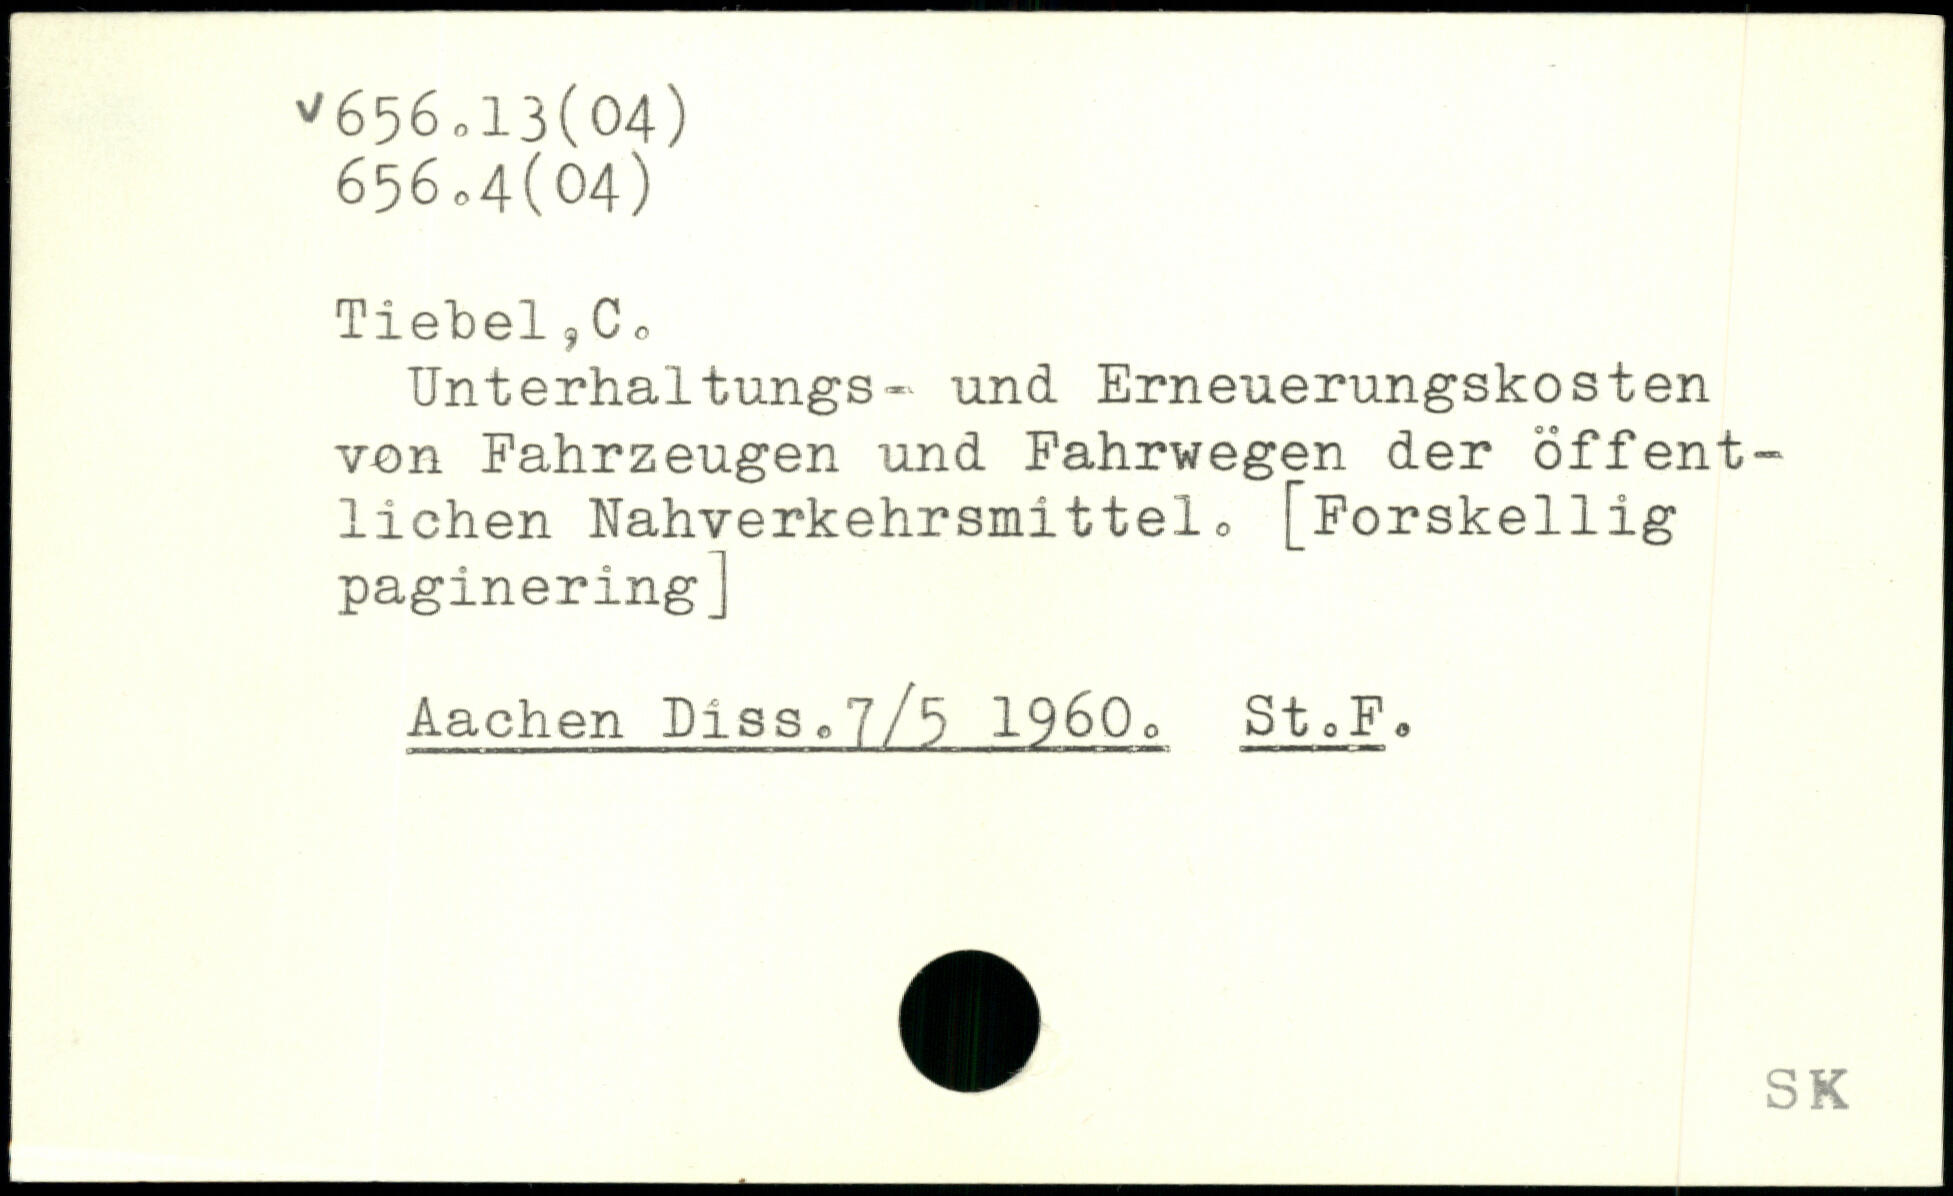 v656.13(04)
656.4(04)
Tiebel,C.
Unterhaltungs- und Erneuerungskosten
von Fahrzeugen und Fahrwegen der öffent-
lichen Nahverkehrsmittel. [Forskellig
paginering]
Aachen Diss.7/5 1960. St.F.
SK